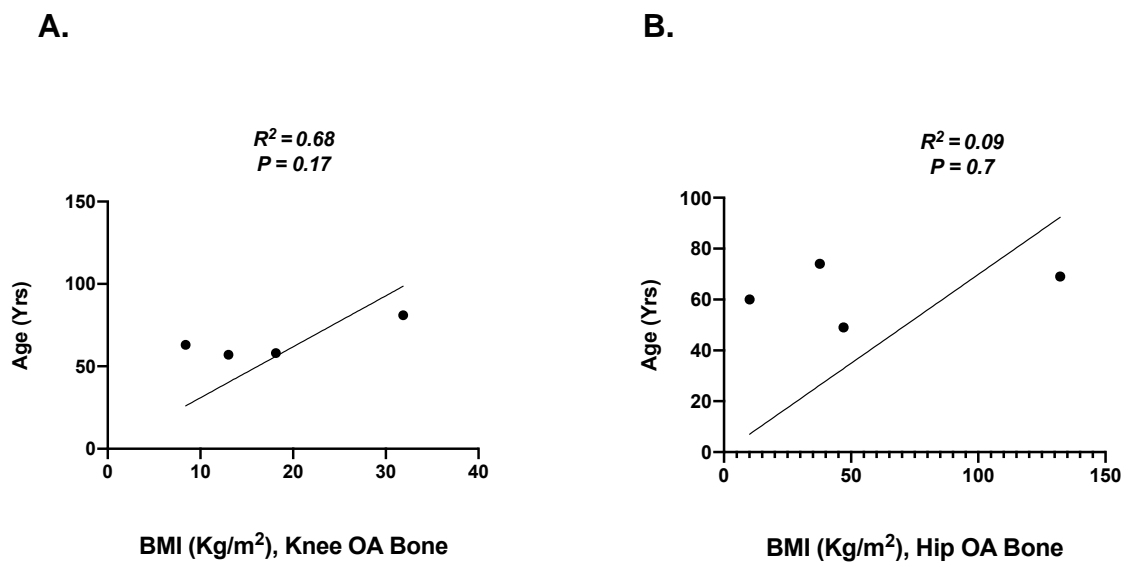 A.
R² = 0.68
P = 0.17
150
100
50
0
Age (Yrs)
0 10 20 30 40
BMI (Kg/m²), Knee OA Bone
B.
R² = 0.09
P = 0.7
100
80
60
40
20
0
Age (Yrs)
0 50 100 150
BMI (Kg/m²), Hip OA Bone